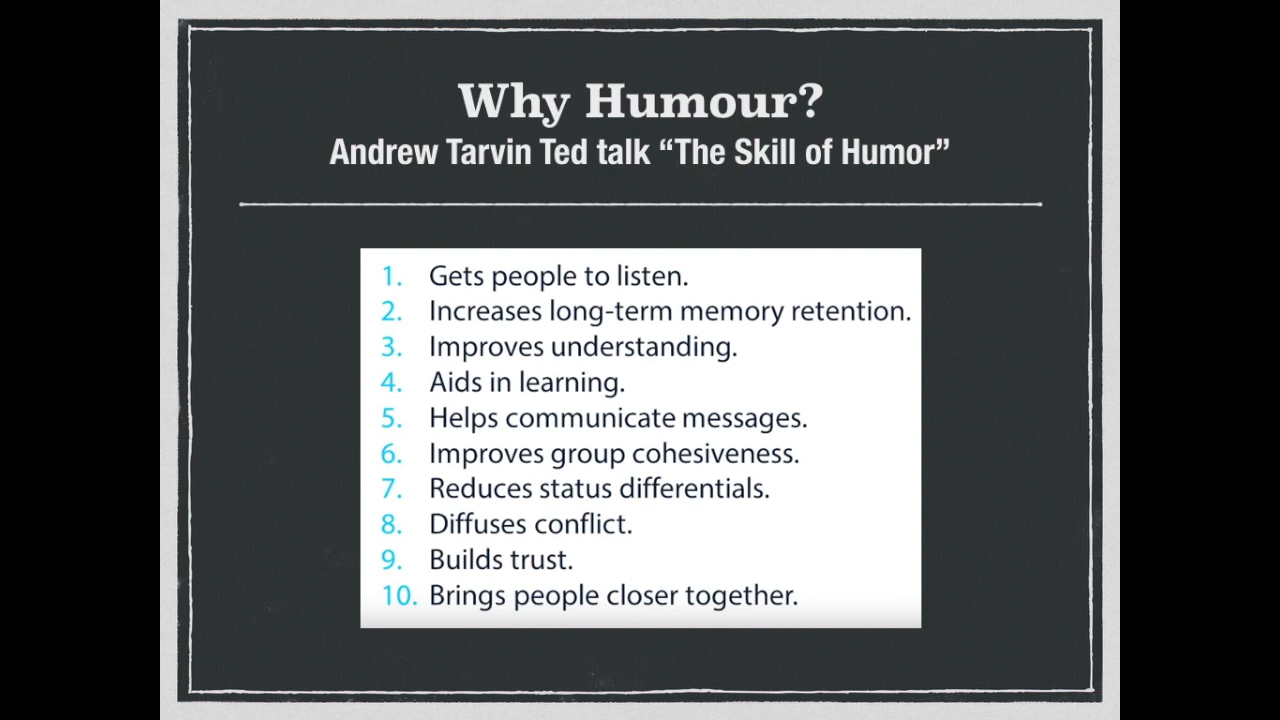 Why Humour?
Andrew Tarvin Ted talk “The Skill of Humor”
1. Gets people to listen.
2. Increases long-term memory retention.
3. Improves understanding.
4. Aids in learning.
5. Helps communicate messages.
6. Improves group cohesiveness.
7. Reduces status differentials.
8. Diffuses conflict.
9. Builds trust.
10. Brings people closer together.